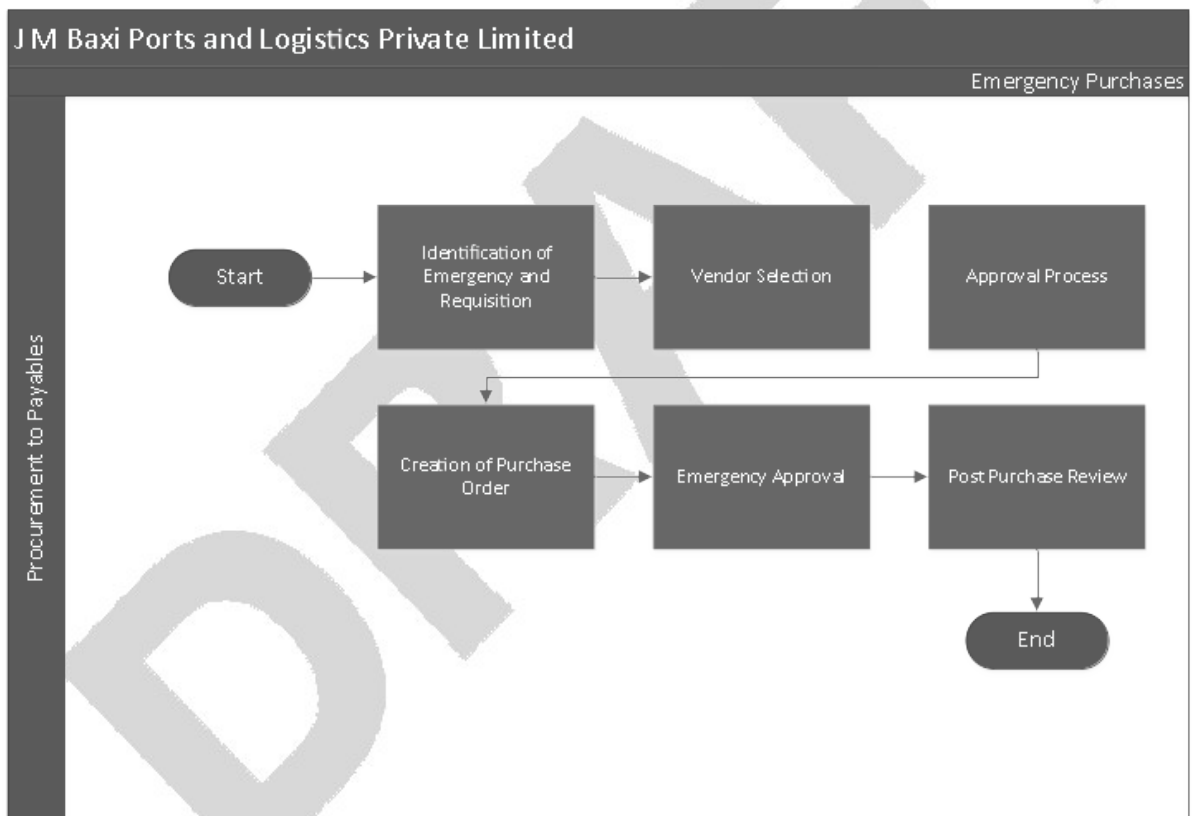 J M Baxi Ports and Logistics Private Limited
Emergency Purchases
Procurement to Payables
Start
Identification of
Emergency and
Requisition
Vendor Selection
Approval Process
Creation of Purchase
Order
Emergency Approval
Post Purchase Review
End